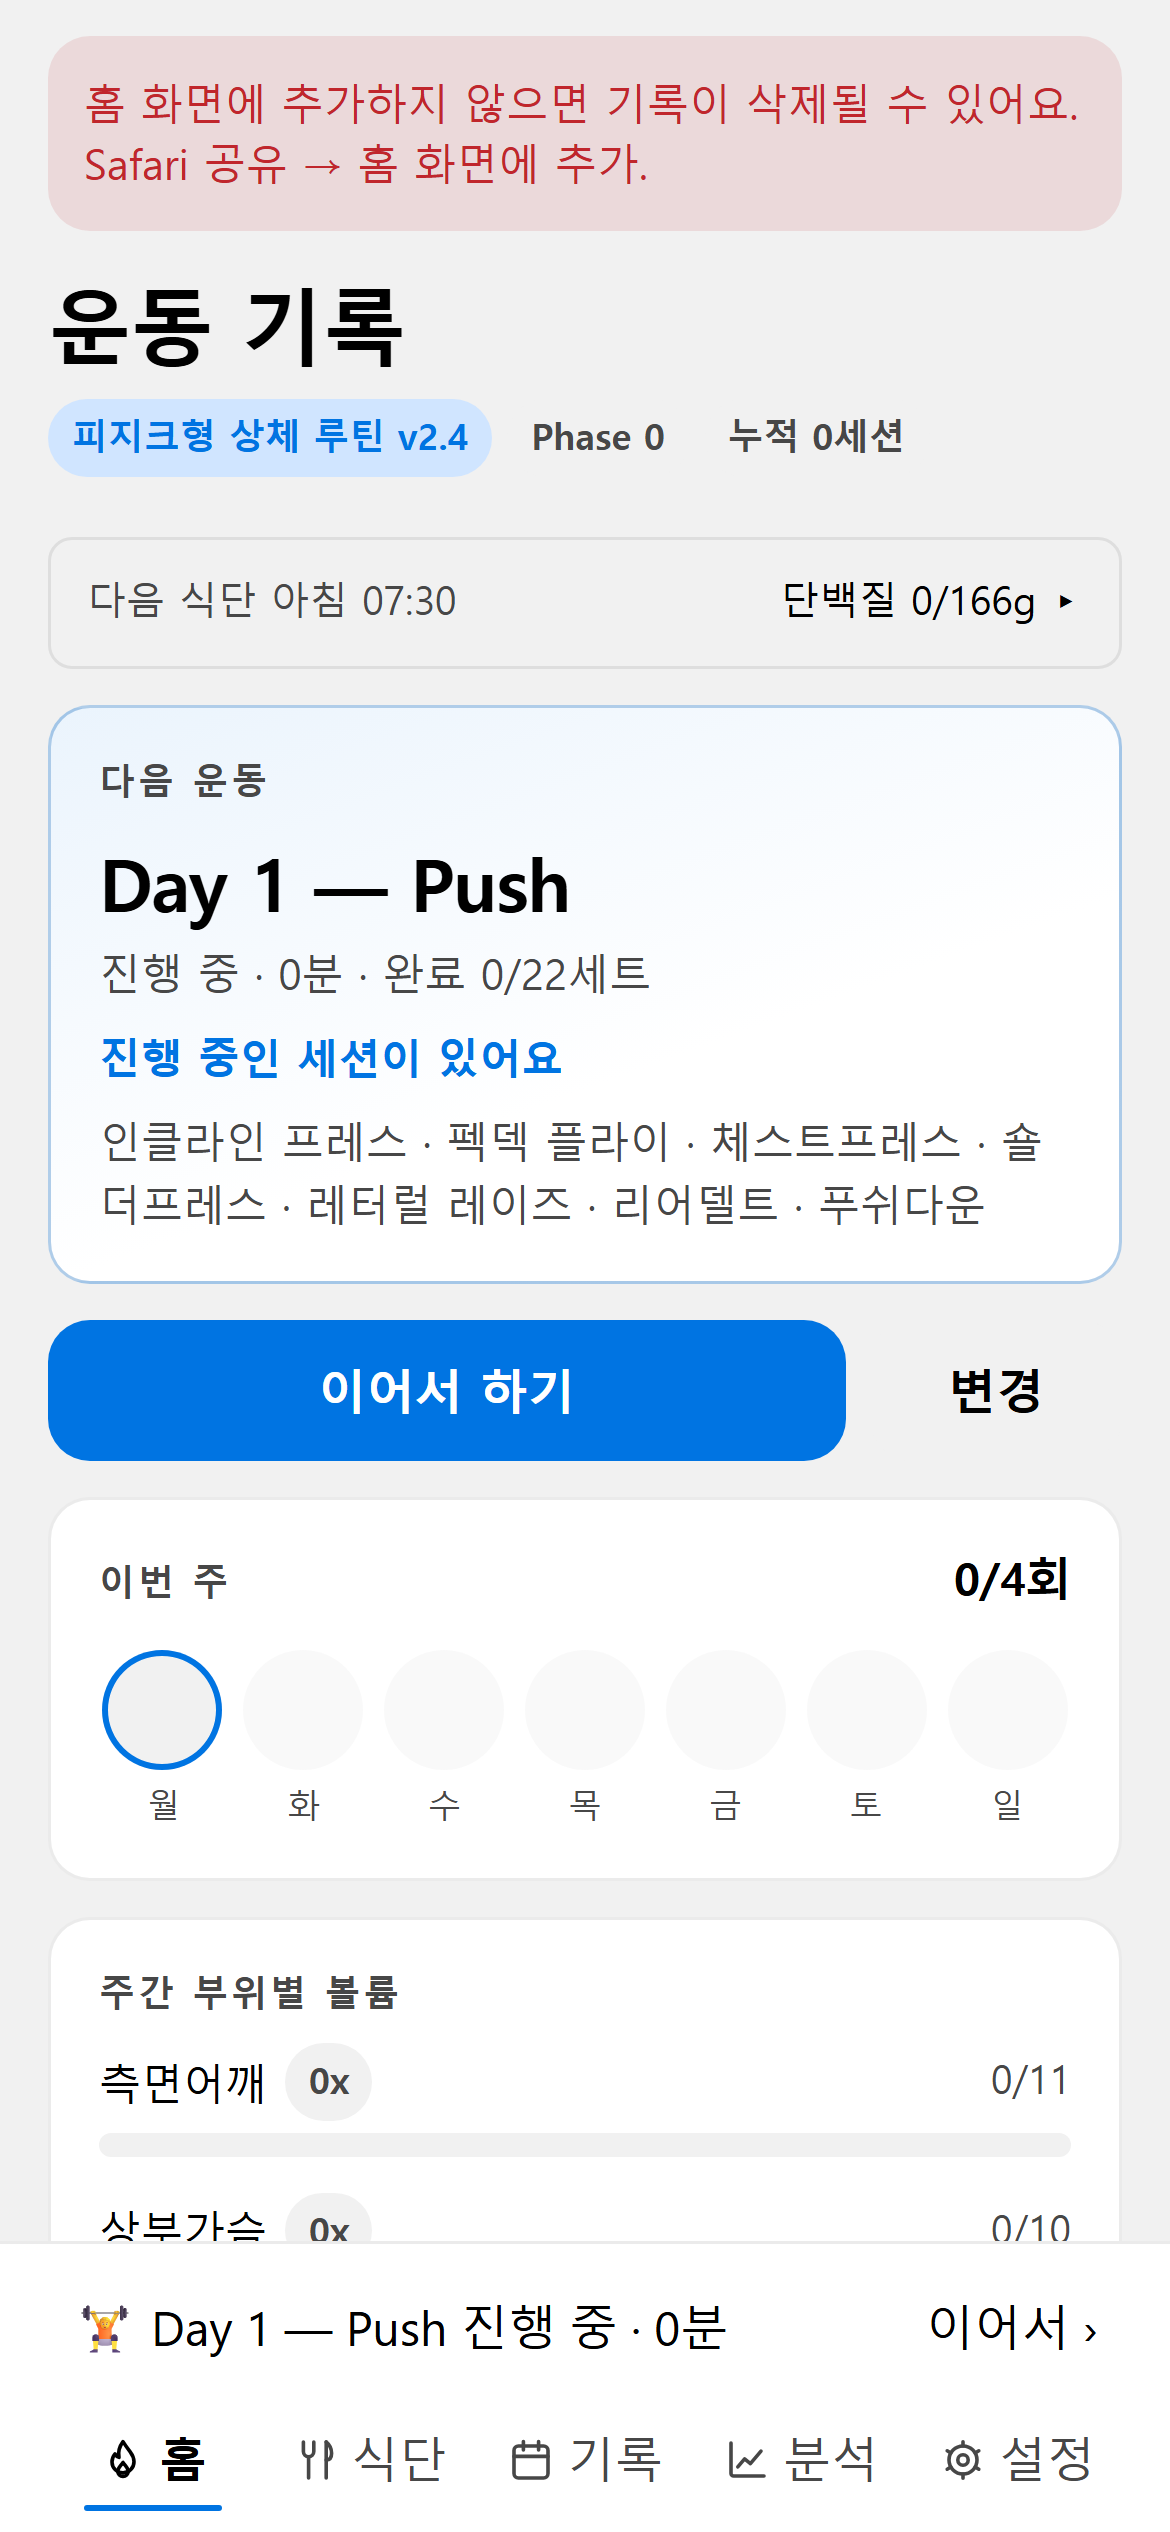 홈 화면에 추가하지 않으면 기록이 삭제될 수 있어요.
Safari 공유 → 홈 화면에 추가.
운동 기록
피지크형 상체 루틴 v2.4 Phase 0 누적 0세션
다음 식단 아침 07:30 단백질 0/166g ▸
다음 운동
Day 1 — Push
진행 중 · 0분 · 완료 0/22세트
진행 중인 세션이 있어요
인클라인 프레스 · 펙덱 플라이 · 체스트프레스 · 숄
더프레스 · 레터럴 레이즈 · 리어델트 · 푸쉬다운
이어서 하기 변경
이번 주 0/4회
월 화 수 목 금 토 일
주간 부위별 볼륨
측면어깨 0x 0/11
상부가슴 0x 0/10
Day 1 — Push 진행 중 · 0분 이어서 ›
홈 식단 기록 분석 설정